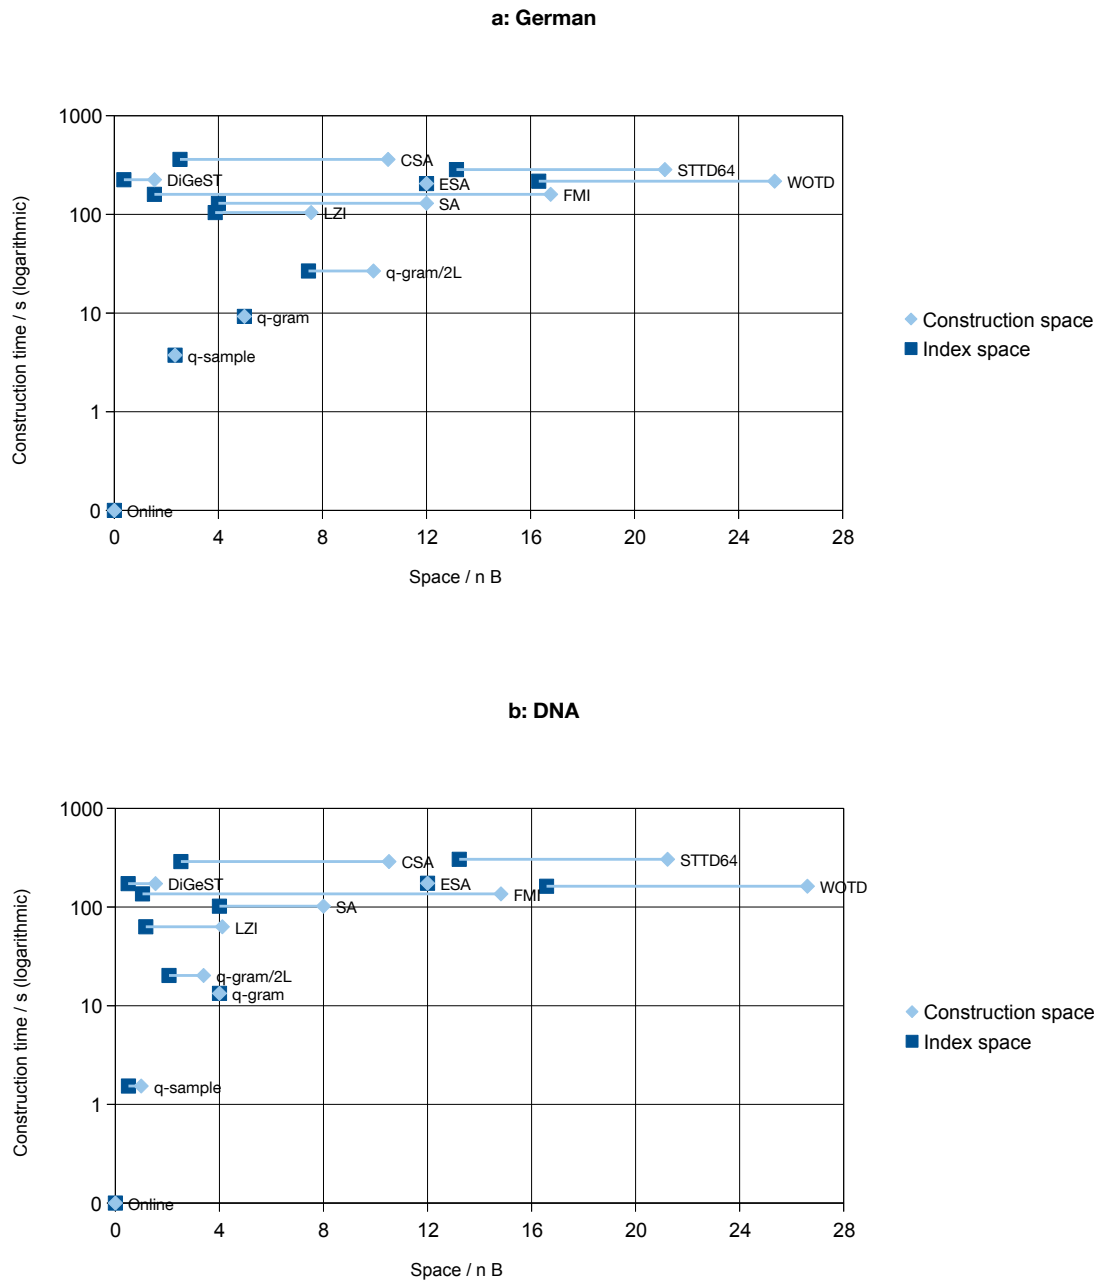 a: German
Construction time / s (logarithmic)
1000
100
10
1
0
CSA
STTD64
DiGeST
ESA
WOTD
FMI
SA
LZI
q-gram/2L
q-gram
q-sample
Online
0 4 8 12 16 20 24 28
Space / n B
Construction space
Index space
b: DNA
Construction time / s (logarithmic)
1000
100
10
1
0
CSA
STTD64
DiGeST
ESA
WOTD
FMI
SA
LZI
q-gram/2L
q-gram
q-sample
Online
0 4 8 12 16 20 24 28
Space / n B
Construction space
Index space